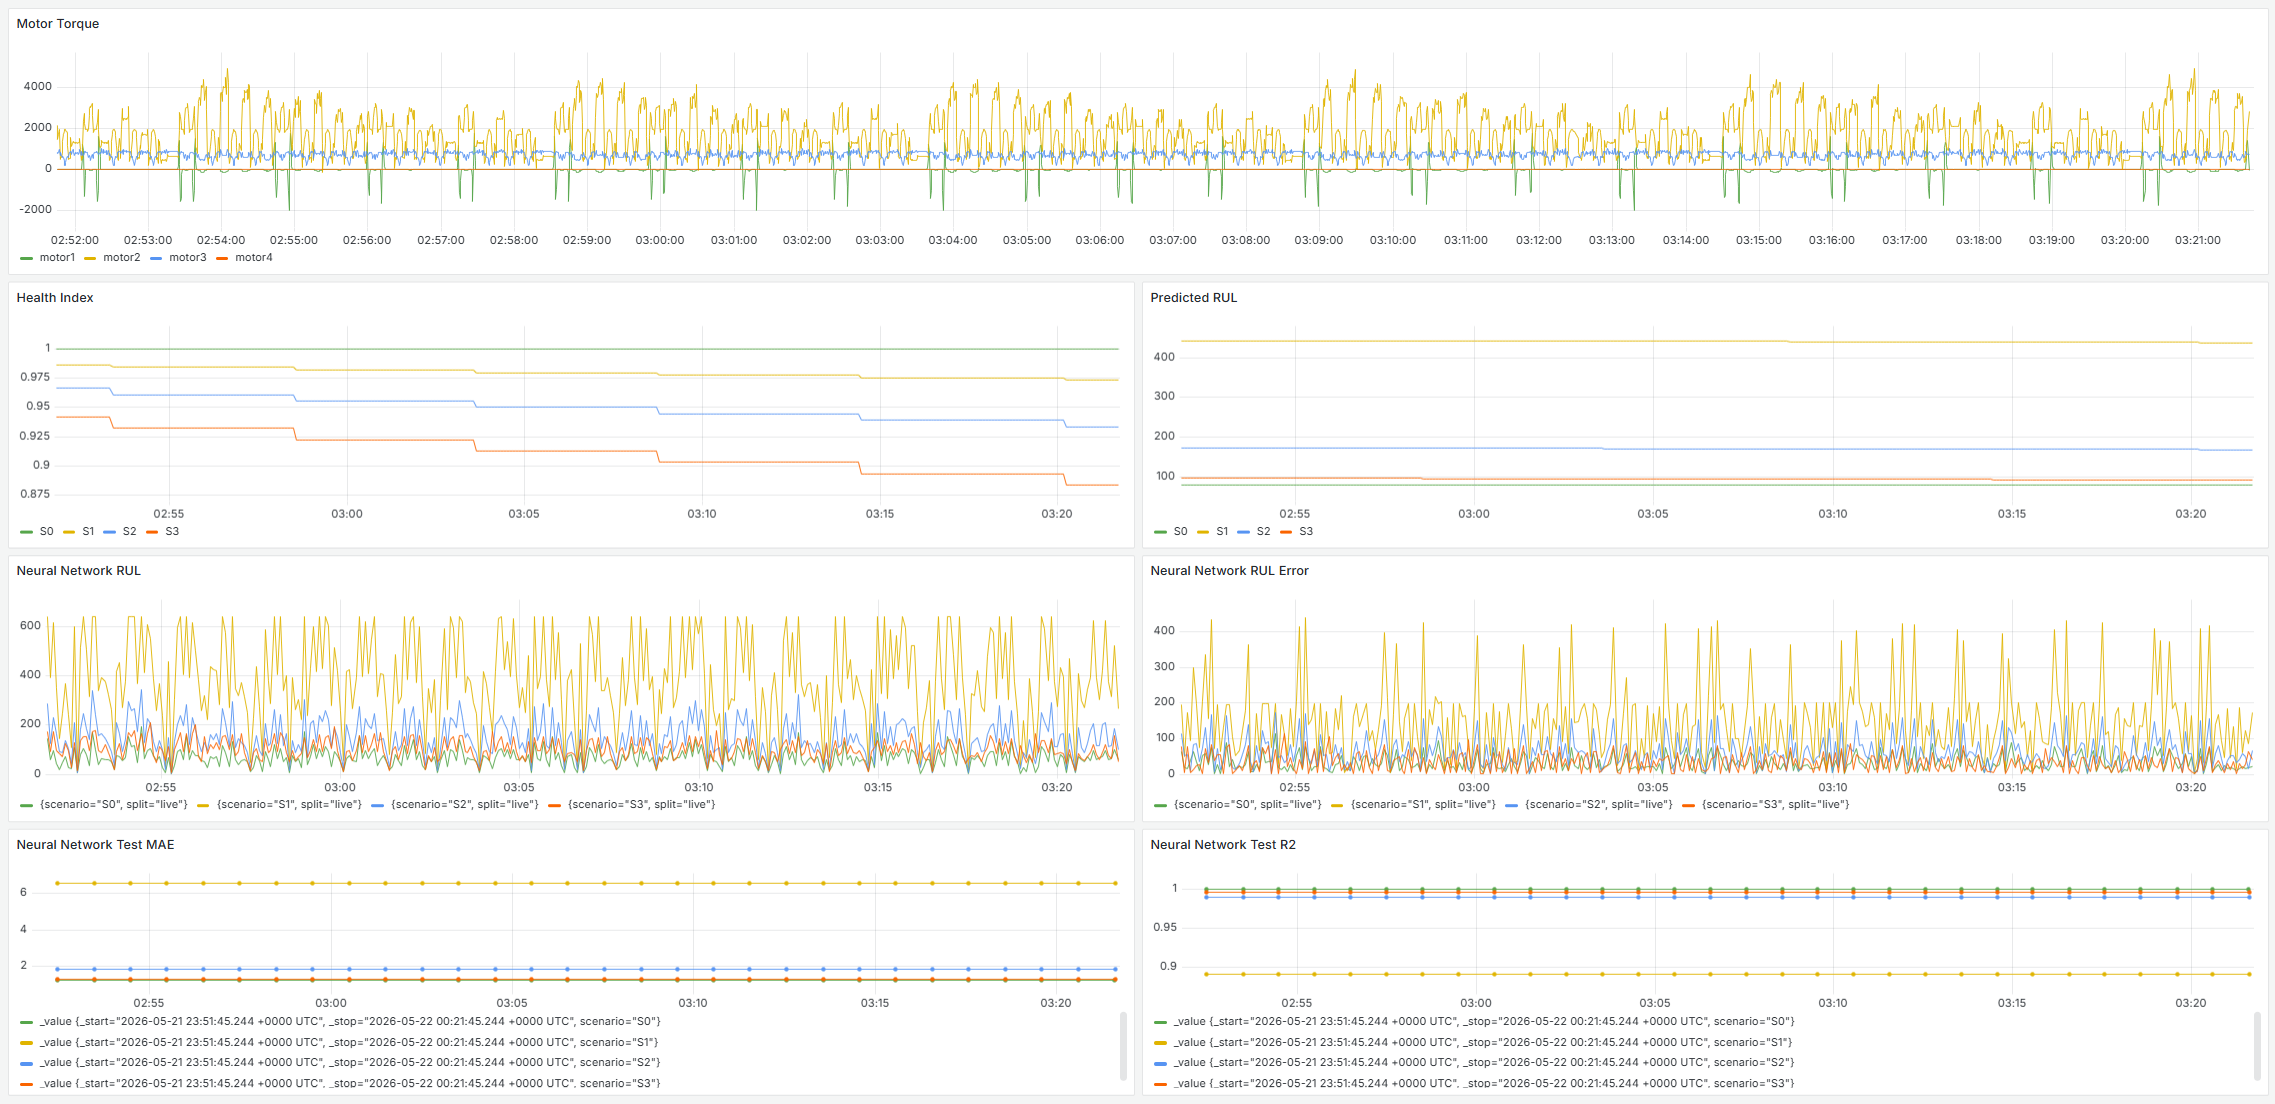 Motor Torque
4000
2000
0
-2000
02:52:00 02:53:00 02:54:00 02:55:00 02:56:00 02:57:00 02:58:00 02:59:00 03:00:00 03:01:00 03:02:00 03:03:00 03:04:00 03:05:00 03:06:00 03:07:00 03:08:00 03:09:00 03:10:00 03:11:00 03:12:00 03:13:00 03:14:00 03:15:00 03:16:00 03:17:00 03:18:00 03:19:00 03:20:00 03:21:00
motor1 motor2 motor3 motor4
Health Index
1
0.975
0.95
0.925
0.9
0.875
02:55 03:00 03:05 03:10 03:15 03:20
S0 S1 S2 S3
Predicted RUL
400
300
200
100
02:55 03:00 03:05 03:10 03:15 03:20
S0 S1 S2 S3
Neural Network RUL
600
400
200
0
02:55 03:00 03:05 03:10 03:15 03:20
{scenario="S0", split="live"} {scenario="S1", split="live"} {scenario="S2", split="live"} {scenario="S3", split="live"}
Neural Network RUL Error
400
300
200
100
0
02:55 03:00 03:05 03:10 03:15 03:20
{scenario="S0", split="live"} {scenario="S1", split="live"} {scenario="S2", split="live"} {scenario="S3", split="live"}
Neural Network Test MAE
6
4
2
02:55 03:00 03:05 03:10 03:15 03:20
_value {_start="2026-05-21 23:51:45.244 +0000 UTC", _stop="2026-05-22 00:21:45.244 +0000 UTC", scenario="S0"}
_value {_start="2026-05-21 23:51:45.244 +0000 UTC", _stop="2026-05-22 00:21:45.244 +0000 UTC", scenario="S1"}
_value {_start="2026-05-21 23:51:45.244 +0000 UTC", _stop="2026-05-22 00:21:45.244 +0000 UTC", scenario="S2"}
_value {_start="2026-05-21 23:51:45.244 +0000 UTC", _stop="2026-05-22 00:21:45.244 +0000 UTC", scenario="S3"}
Neural Network Test R2
1
0.95
0.9
02:55 03:00 03:05 03:10 03:15 03:20
_value {_start="2026-05-21 23:51:45.244 +0000 UTC", _stop="2026-05-22 00:21:45.244 +0000 UTC", scenario="S0"}
_value {_start="2026-05-21 23:51:45.244 +0000 UTC", _stop="2026-05-22 00:21:45.244 +0000 UTC", scenario="S1"}
_value {_start="2026-05-21 23:51:45.244 +0000 UTC", _stop="2026-05-22 00:21:45.244 +0000 UTC", scenario="S2"}
_value {_start="2026-05-21 23:51:45.244 +0000 UTC", _stop="2026-05-22 00:21:45.244 +0000 UTC", scenario="S3"}